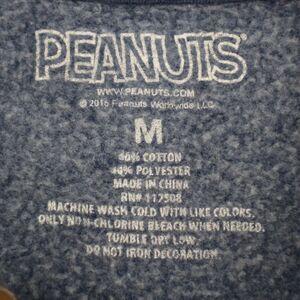 PEANUTS
WWW.PEANUTS.COM
© 2016 Peanuts Worldwide LLC
M
60% COTTON
40% POLYESTER
MADE IN CHINA
RN# 117508
MACHINE WASH COLD WITH LIKE COLORS.
ONLY NON-CHLORINE BLEACH WHEN NEEDED.
TUMBLE DRY LOW.
DO NOT IRON DECORATION.